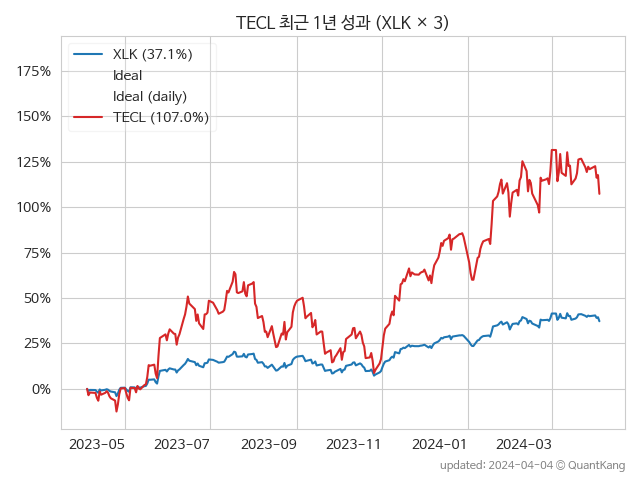 TECL 최근 1년 성과 (XLK × 3)
XLK (37.1%)
Ideal
Ideal (daily)
TECL (107.0%)
175%
150%
125%
100%
75%
50%
25%
0%
2023−05 2023−07 2023−09 2023−11 2024−01 2024−03
updated: 2024-04-04 © QuantKang